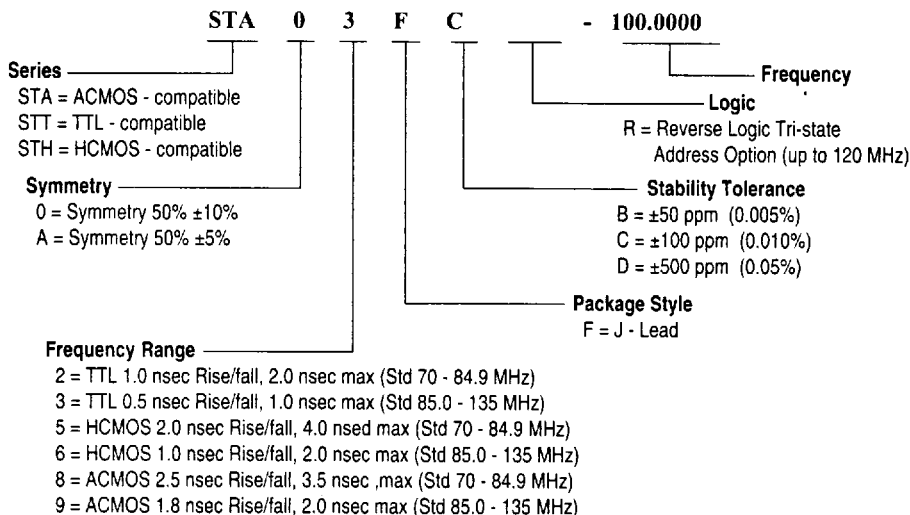 STA 0 3 F C - 100.0000
Series
STA = ACMOS - compatible
STT = TTL - compatible
STH = HCMOS - compatible
Frequency
Logic
R = Reverse Logic Tri-state
Address Option (up to 120 MHz)
Symmetry
0 = Symmetry 50% ±10%
A = Symmetry 50% ±5%
Stability Tolerance
B = ±50 ppm (0.005%)
C = ±100 ppm (0.010%)
D = ±500 ppm (0.05%)
Package Style
F = J - Lead
Frequency Range
2 = TTL 1.0 nsec Rise/fall, 2.0 nsec max (Std 70 - 84.9 MHz)
3 = TTL 0.5 nsec Rise/fall, 1.0 nsec max (Std 85.0 - 135 MHz)
5 = HCMOS 2.0 nsec Rise/fall, 4.0 nsed max (Std 70 - 84.9 MHz)
6 = HCMOS 1.0 nsec Rise/fall, 2.0 nsec max (Std 85.0 - 135 MHz)
8 = ACMOS 2.5 nsec Rise/fall, 3.5 nsec ,max (Std 70 - 84.9 MHz)
9 = ACMOS 1.8 nsec Rise/fall, 2.0 nsec max (Std 85.0 - 135 MHz)